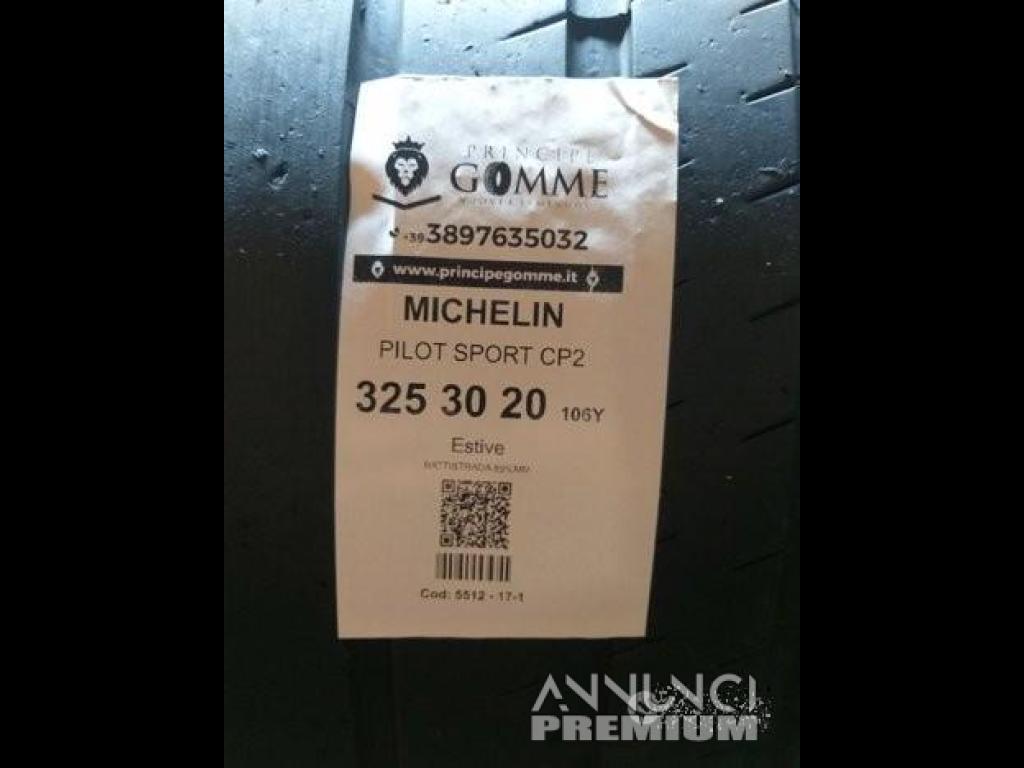 PRINCIPE
GOMME
+39 3897635032
www.principegomme.it
MICHELIN
PILOT SPORT CP2
325 30 20 106Y
Estive
BATTISTRADA
Cod: 5512 - 17-1
ANNUNCI
PREMIUM